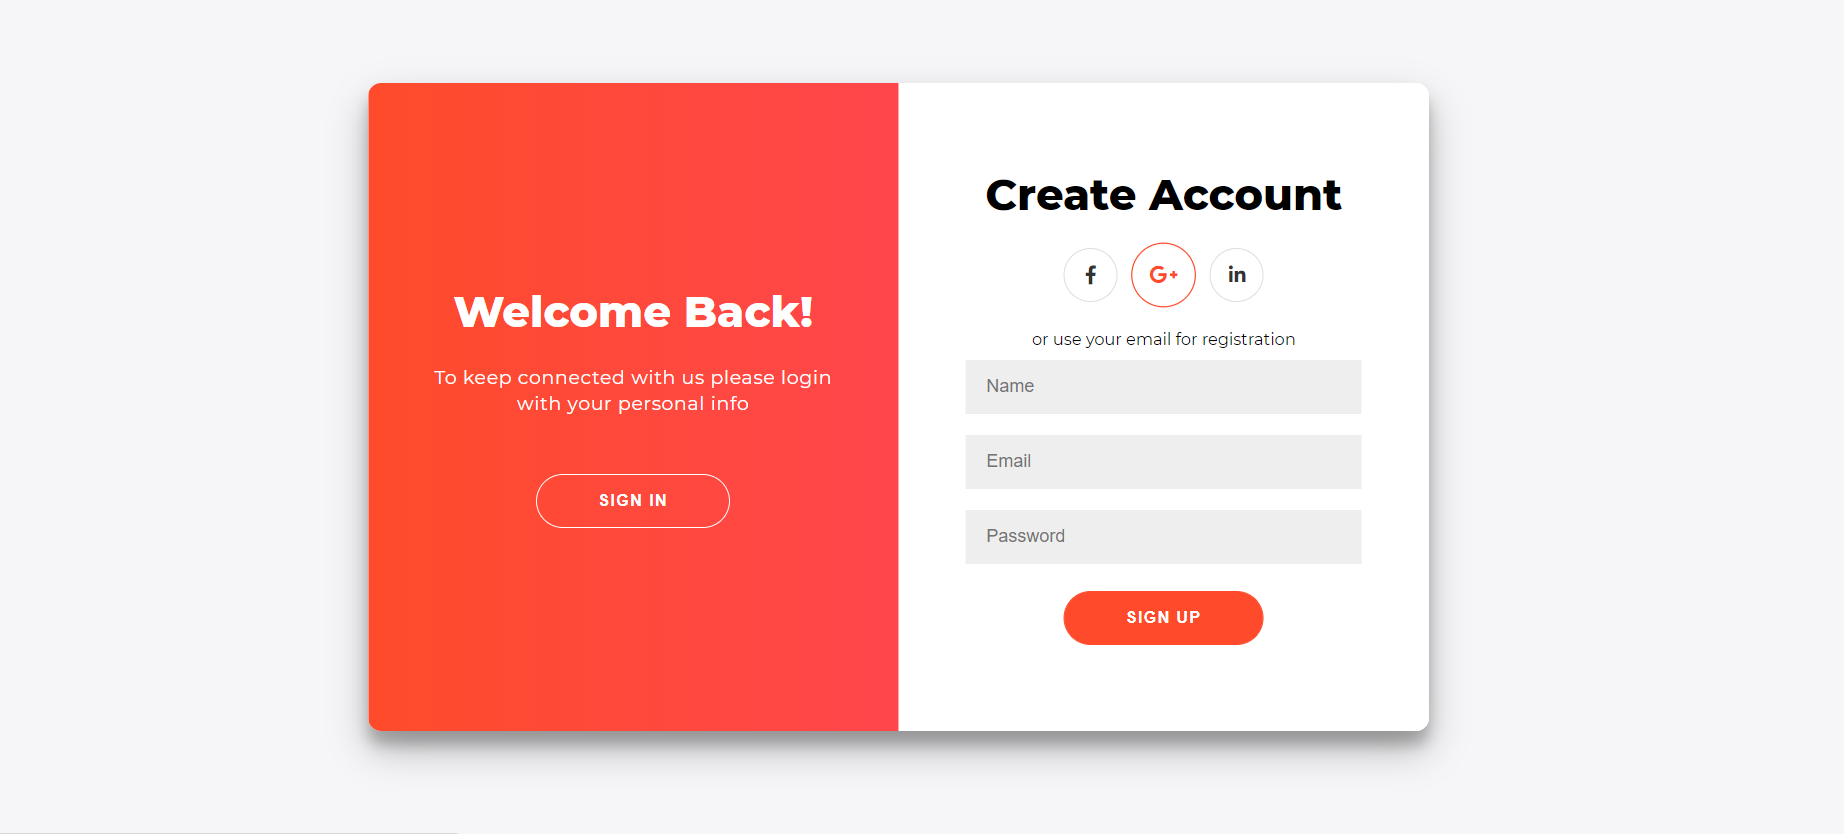 Welcome Back!
To keep connected with us please login
with your personal info
SIGN IN
Create Account
f
G+
in
or use your email for registration
Name
Email
Password
SIGN UP